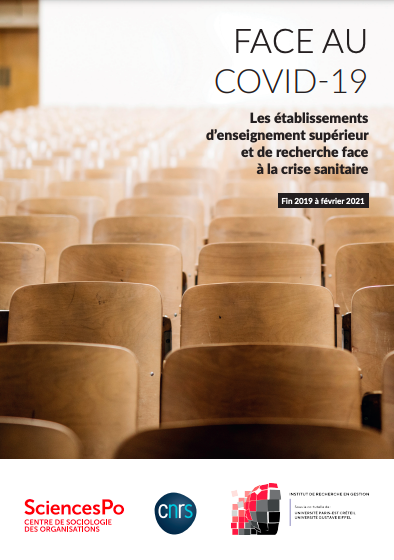 FACE AU
COVID-19
Les établissements
d'enseignement supérieur
et de recherche face
à la crise sanitaire
Fin 2019 à février 2021
SciencesPo
CENTRE DE SOCIOLOGIE
DES ORGANISATIONS
cnrs
INSTITUT DE RECHERCHE EN GESTION
UNIVERSITÉ PARIS-EST CRÉTEIL
UNIVERSITÉ GUSTAVE EIFFEL